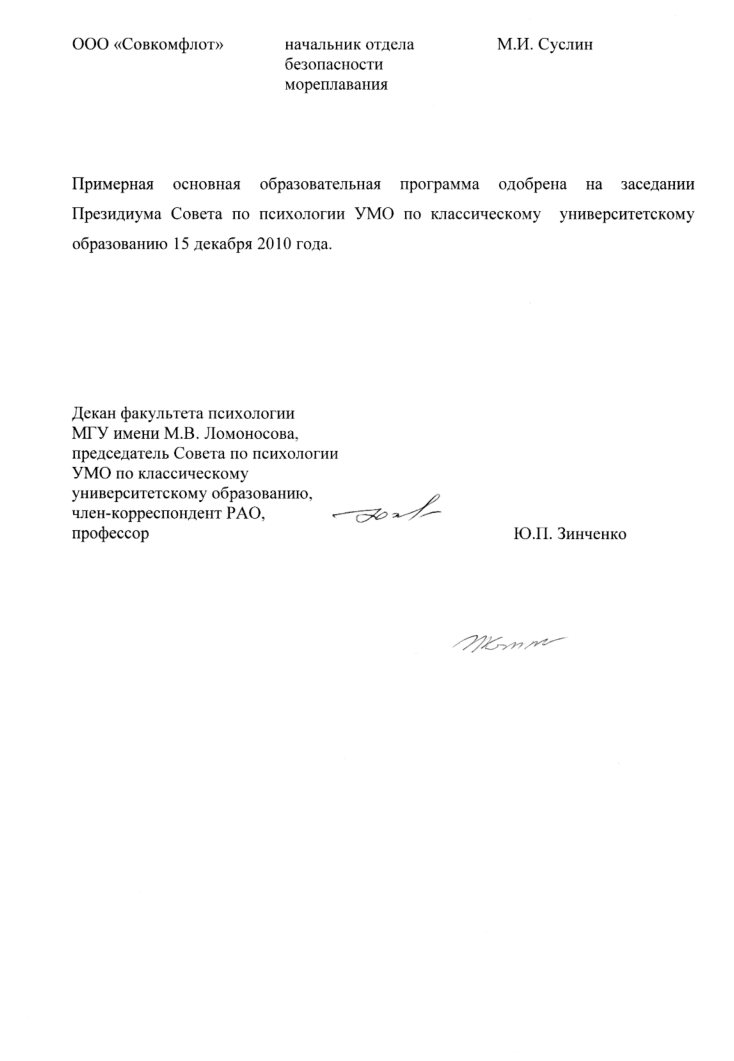 ООО «Совкомфлот» начальник отдела М.И. Суслин
безопасности
мореплавания
Примерная основная образовательная программа одобрена на заседании
Президиума Совета по психологии УМО по классическому университетскому
образованию 15 декабря 2010 года.
Декан факультета психологии
МГУ имени М.В. Ломоносова,
председатель Совета по психологии
УМО по классическому
университетскому образованию,
член-корреспондент РАО,
профессор Ю.П. Зинченко